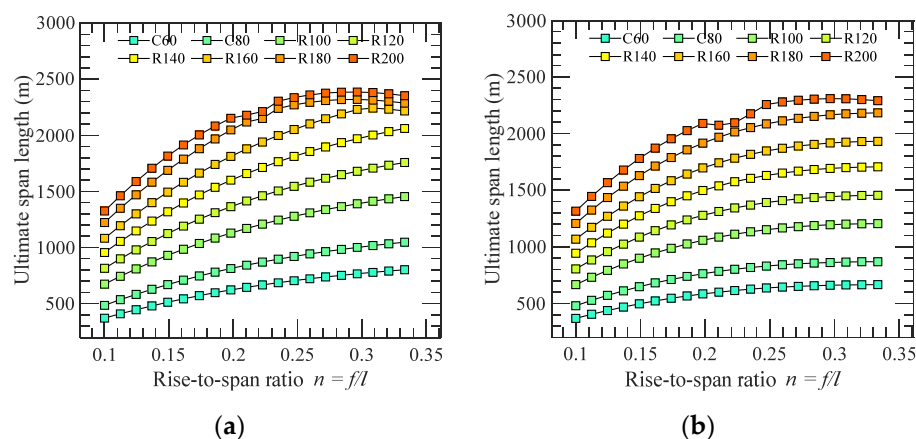 3000
C60 C80 R100 R120
R140 R160 R180 R200
2500
2000
1500
1000
500
Ultimate span length (m)
0.1 0.15 0.2 0.25 0.3 0.35
Rise-to-span ratio n = f/l
(a)
3000
C60 C80 R100 R120
R140 R160 R180 R200
2500
2000
1500
1000
500
Ultimate span length (m)
0.1 0.15 0.2 0.25 0.3 0.35
Rise-to-span ratio n = f/l
(b)